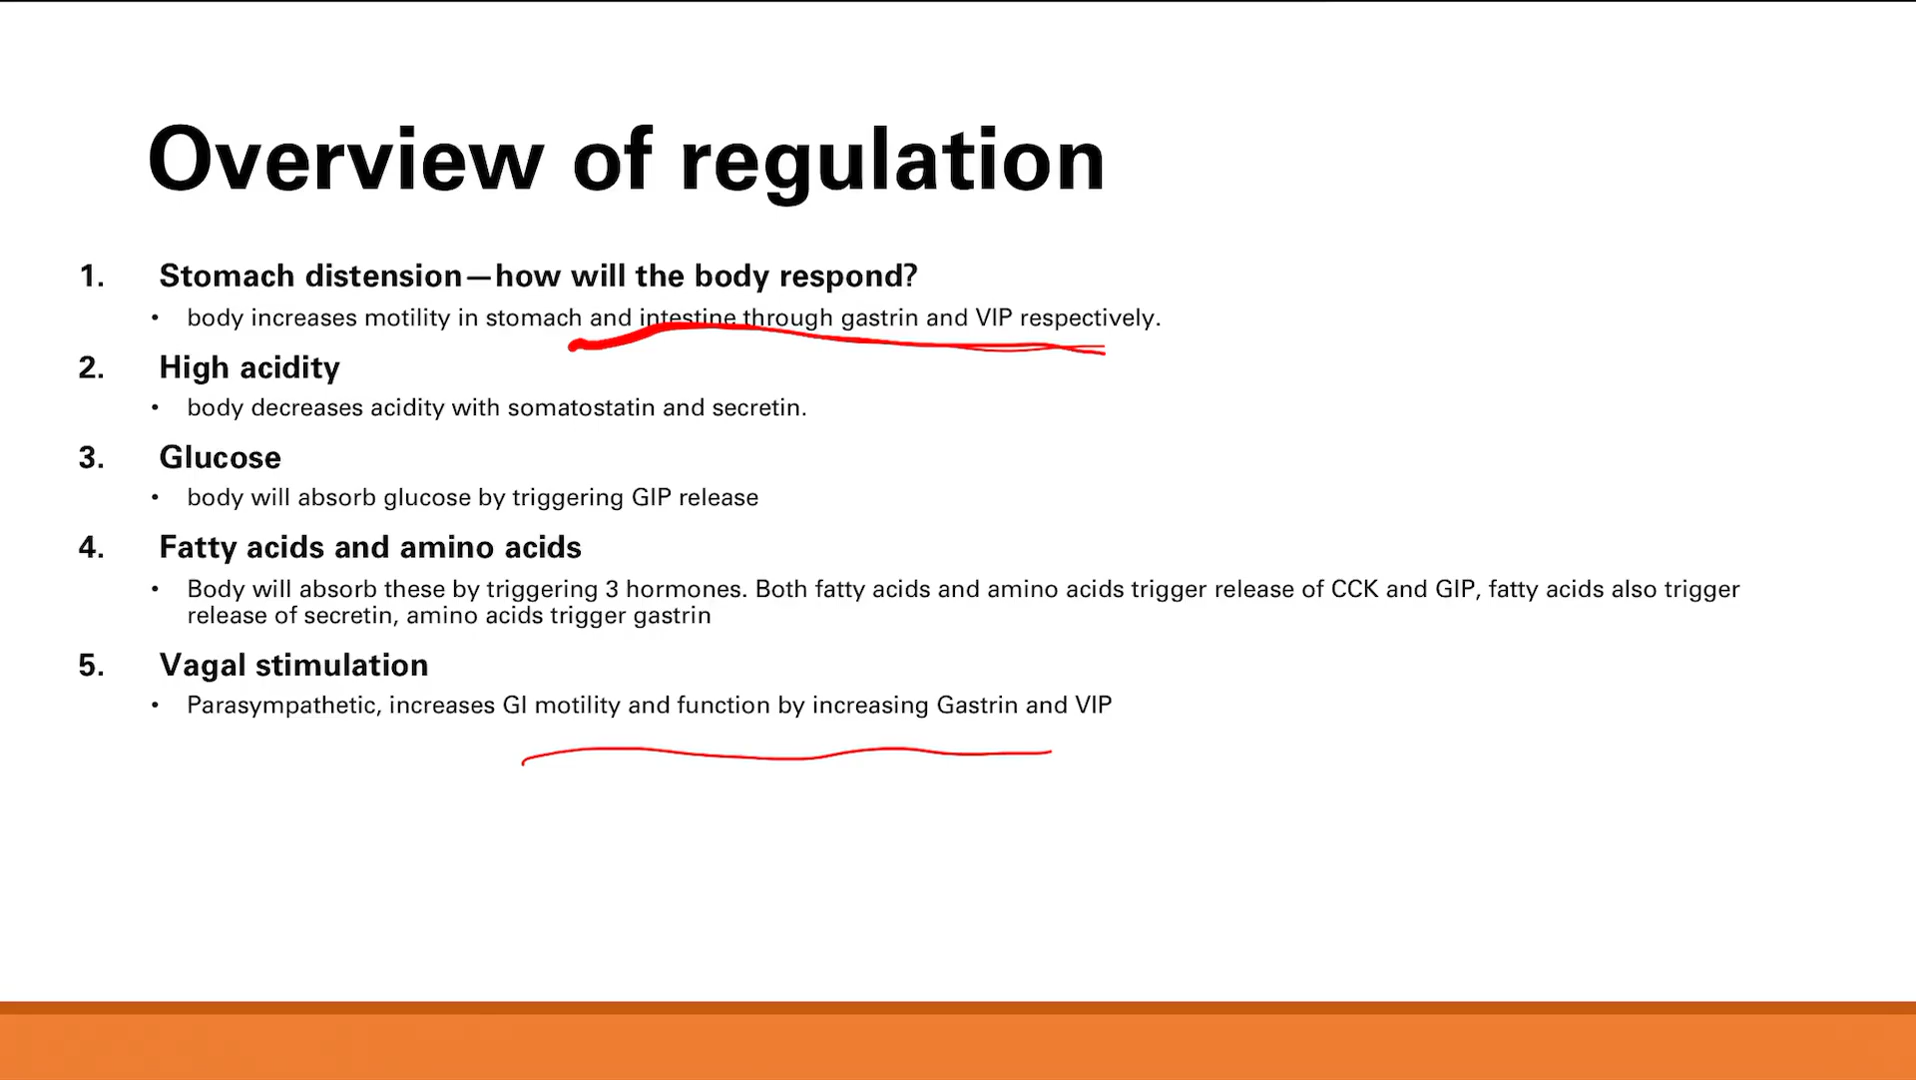 Overview of regulation
1. Stomach distension—how will the body respond?
• body increases motility in stomach and intestine through gastrin and VIP respectively.
2. High acidity
• body decreases acidity with somatostatin and secretin.
3. Glucose
• body will absorb glucose by triggering GIP release
4. Fatty acids and amino acids
• Body will absorb these by triggering 3 hormones. Both fatty acids and amino acids trigger release of CCK and GIP, fatty acids also trigger
release of secretin, amino acids trigger gastrin
5. Vagal stimulation
• Parasympathetic, increases GI motility and function by increasing Gastrin and VIP